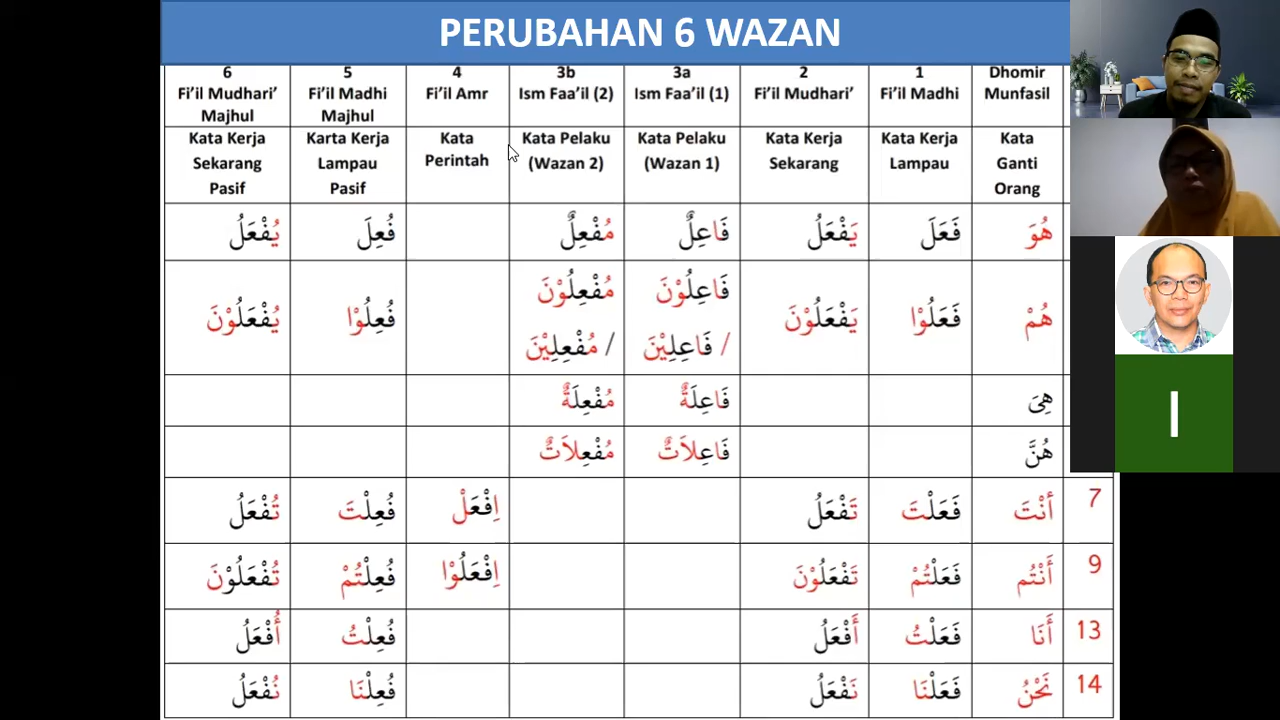 PERUBAHAN 6 WAZAN
6 5 4 3b 3a 2 1 Dhomir
Fi'il Mudhari' Fi'il Madhi Fi'il Amr Ism Faa'il (2) Ism Faa'il (1) Fi'il Mudhari' Fi'il Madhi Munfasil
Majhul Majhul
Kata Kerja Karta Kerja Kata Kata Pelaku Kata Pelaku Kata Kerja Kata Kerja Kata
Sekarang Lampau Perintah (Wazan 2) (Wazan 1) Sekarang Lampau Ganti
Pasif Pasif Orang
هُوَ فَعَلَ يَفْعَلُ فَاعِلٌ مُفْعِلٌ فُعِلَ يُفْعَلُ
هُمْ فَعَلُوْا يَفْعَلُوْنَ فَاعِلُوْنَ مُفْعِلُوْنَ فُعِلُوْا يُفْعَلُوْنَ
/ فَاعِلِيْنَ / مُفْعِلِيْنَ
هِىَ فَاعِلَةٌ مُفْعِلَةٌ
هُنَّ فَاعِلاَتٌ مُفْعِلاَتٌ
7 أَنْتَ فَعَلْتَ تَفْعَلُ اِفْعَلْ فُعِلْتَ تُفْعَلُ
9 أَنْتُم فَعَلْتُمْ تَفْعَلُوْنَ اِفْعَلُوْا فُعِلْتُمْ تُفْعَلُوْنَ
13 أَنَا فَعَلْتُ أَفْعَلُ فُعِلْتُ أُفْعَلُ
14 نَحْنُ فَعَلْنَا نَفْعَلُ فُعِلْنَا نُفْعَلُ
I